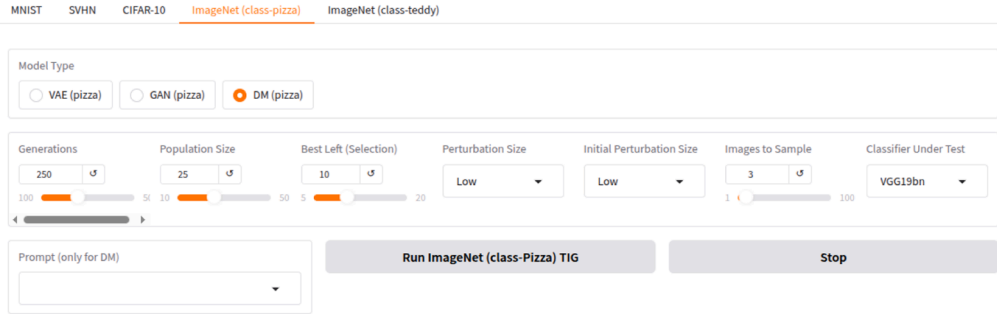 MNIST SVHN CIFAR-10 ImageNet (class-pizza) ImageNet (class-teddy)
Model Type
VAE (pizza) GAN (pizza) DM (pizza)
Generations Population Size Best Left (Selection) Perturbation Size Initial Perturbation Size Images to Sample Classifier Under Test
250 ↺ 25 ↺ 10 ↺ Low Low 3 ↺ VGG19bn
100 10 50 5 20 1 100
Prompt (only for DM) Run ImageNet (class-Pizza) TIG Stop